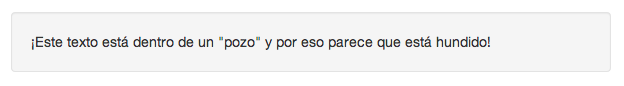 ¡Este texto está dentro de un "pozo" y por eso parece que está hundido!